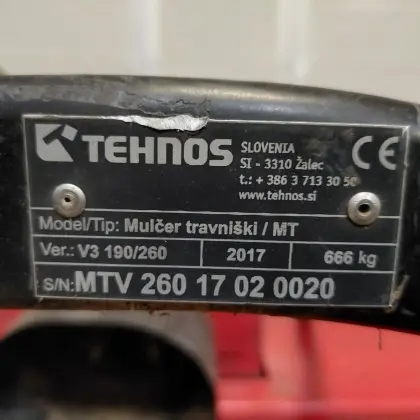 TEHNOS
SLOVENIA
SI - 3310 Žalec
t.: + 386 3 713 30 50
www.tehnos.si
CE
Model/Tip: Mulčer travniški / MT
Ver.: V3 190/260 2017 666 kg
S/N: MTV 260 17 02 0020